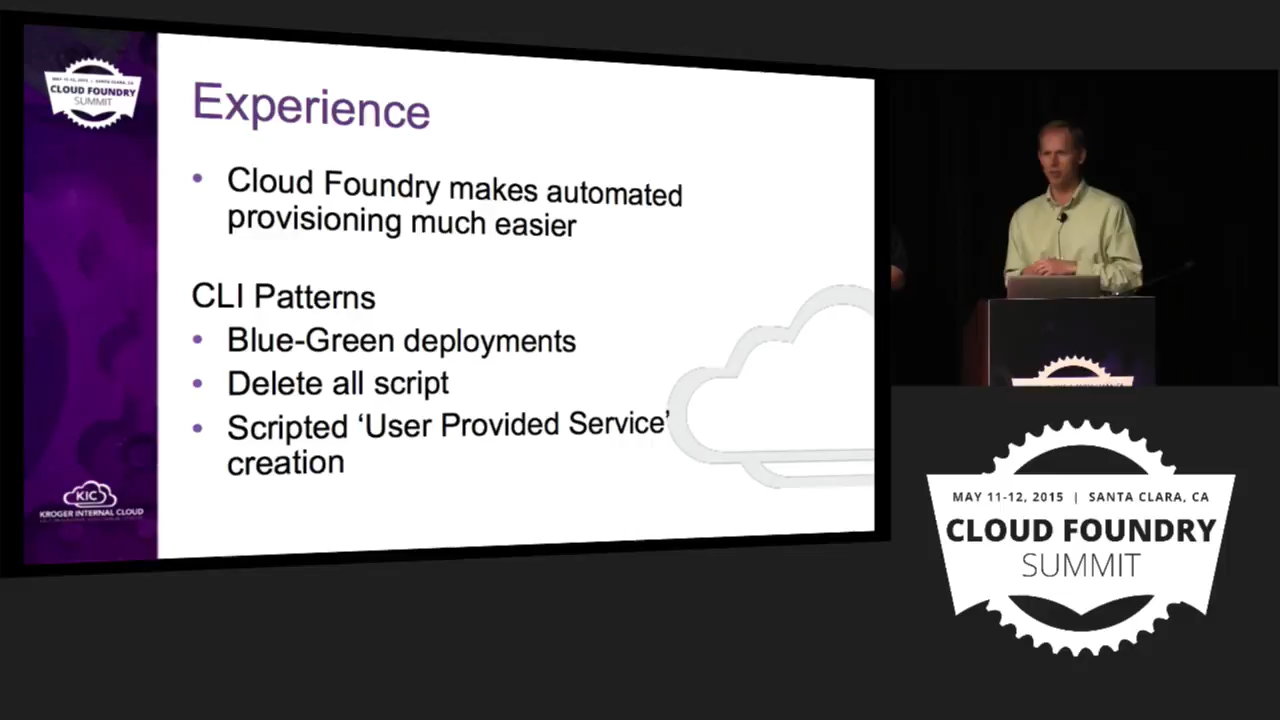 MAY 11-12, 2015 | SANTA CLARA, CA
CLOUD FOUNDRY
SUMMIT
Experience
• Cloud Foundry makes automated
provisioning much easier
CLI Patterns
• Blue-Green deployments
• Delete all script
• Scripted ‘User Provided Service’
creation
KIC
KROGER INTERNAL CLOUD
MAY 11-12, 2015 | SANTA CLARA, CA
CLOUD FOUNDRY
SUMMIT